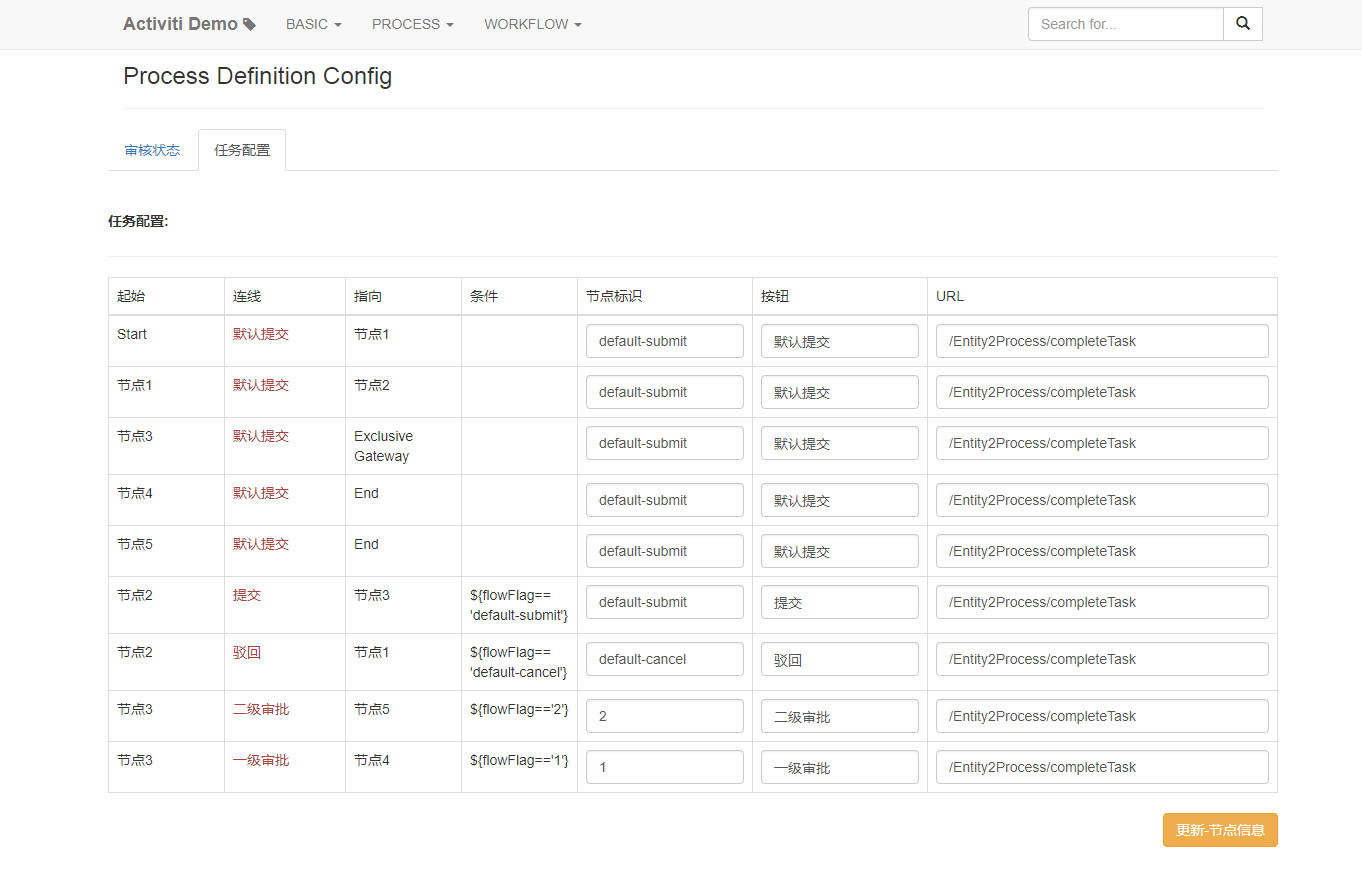 Activiti Demo BASIC PROCESS WORKFLOW Search for...
Process Definition Config
审核状态 任务配置
任务配置:
起始 连线 指向 条件 节点标识 按钮 URL
Start 默认提交 节点1 default-submit 默认提交 /Entity2Process/completeTask
节点1 默认提交 节点2 default-submit 默认提交 /Entity2Process/completeTask
节点3 默认提交 Exclusive Gateway default-submit 默认提交 /Entity2Process/completeTask
节点4 默认提交 End default-submit 默认提交 /Entity2Process/completeTask
节点5 默认提交 End default-submit 默认提交 /Entity2Process/completeTask
节点2 提交 节点3 ${flowFlag== 'default-submit'} default-submit 提交 /Entity2Process/completeTask
节点2 驳回 节点1 ${flowFlag== 'default-cancel'} default-cancel 驳回 /Entity2Process/completeTask
节点3 二级审批 节点5 ${flowFlag=='2'} 2 二级审批 /Entity2Process/completeTask
节点3 一级审批 节点4 ${flowFlag=='1'} 1 一级审批 /Entity2Process/completeTask
更新-节点信息